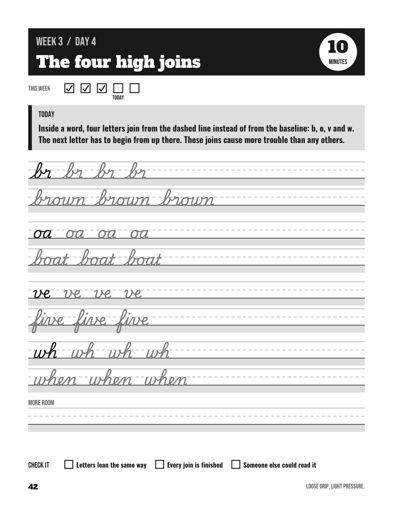 WEEK 3 / DAY 4
The four high joins
10
MINUTES
THIS WEEK
TODAY
TODAY
Inside a word, four letters join from the dashed line instead of from the baseline: b, o, v and w.
The next letter has to begin from up there. These joins cause more trouble than any others.
br br br br
brown brown brown
oa oa oa oa
boat boat boat
ve ve ve ve
five five five
wh wh wh wh
when when when
MORE ROOM
CHECK IT Letters lean the same way Every join is finished Someone else could read it
42 LOOSE GRIP, LIGHT PRESSURE.